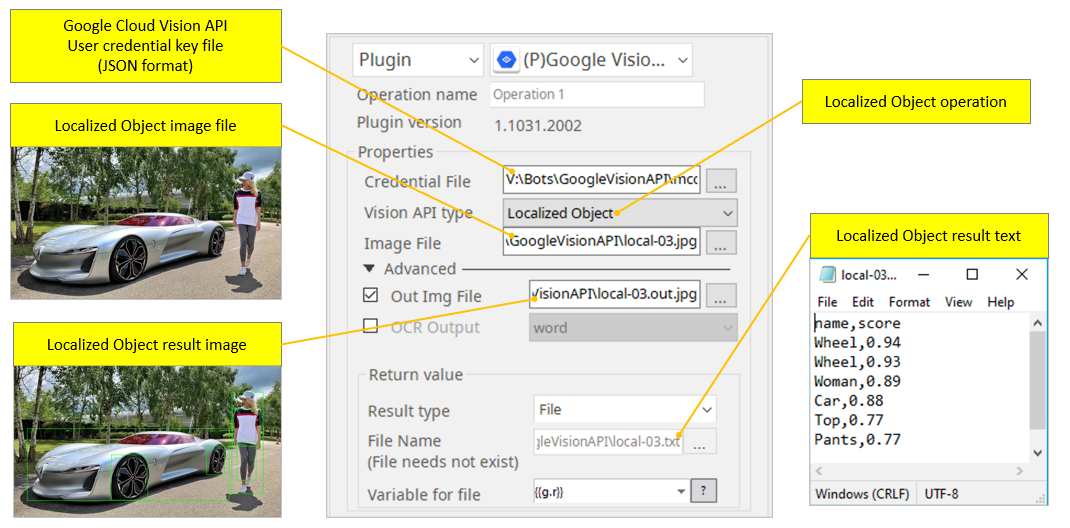 Google Cloud Vision API
User credential key file
(JSON format)
Localized Object image file
Localized Object result image
Plugin
(P)Google Visio...
Operation name
Operation 1
Plugin version
1.1031.2002
Properties
Credential File
V:\Bots\GoogleVisionAPI\mcc
...
Vision API type
Localized Object
Image File
\GoogleVisionAPI\local-03.jpg
...
Advanced
Out Img File
VisionAPI\local-03.out.jpg
...
OCR Output
word
Return value
Result type
File
File Name
(File needs not exist)
gleVisionAPI\local-03.txt
...
Variable for file
{{g.r}}
?
Localized Object operation
Localized Object result text
local-03...
File Edit Format View Help
name,score
Wheel,0.94
Wheel,0.93
Woman,0.89
Car,0.88
Top,0.77
Pants,0.77
Windows (CRLF)
UTF-8